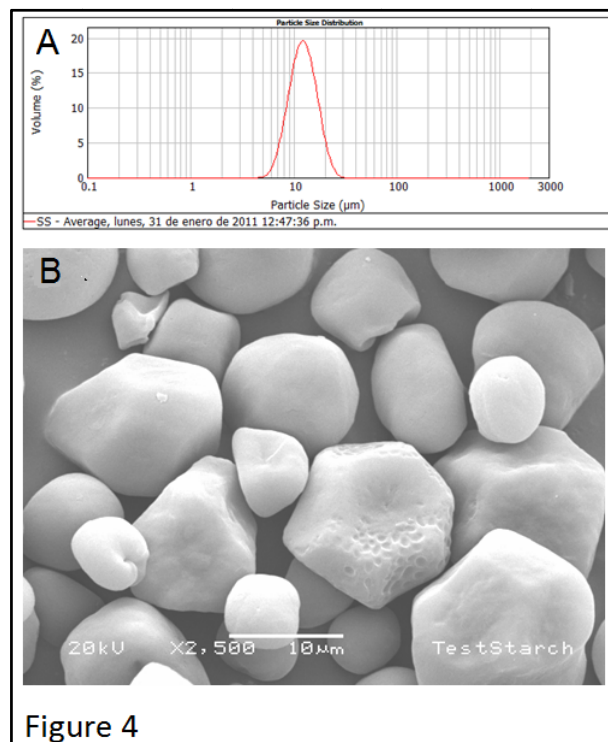 A
Particle Size Distribution
Volume (%)
20
15
10
5
0
0.1 1 10 100 1000 3000
Particle Size (µm)
SS - Average, lunes, 31 de enero de 2011 12:47:36 p.m.
B
20kV X2,500 10µm TestStarch
Figure 4